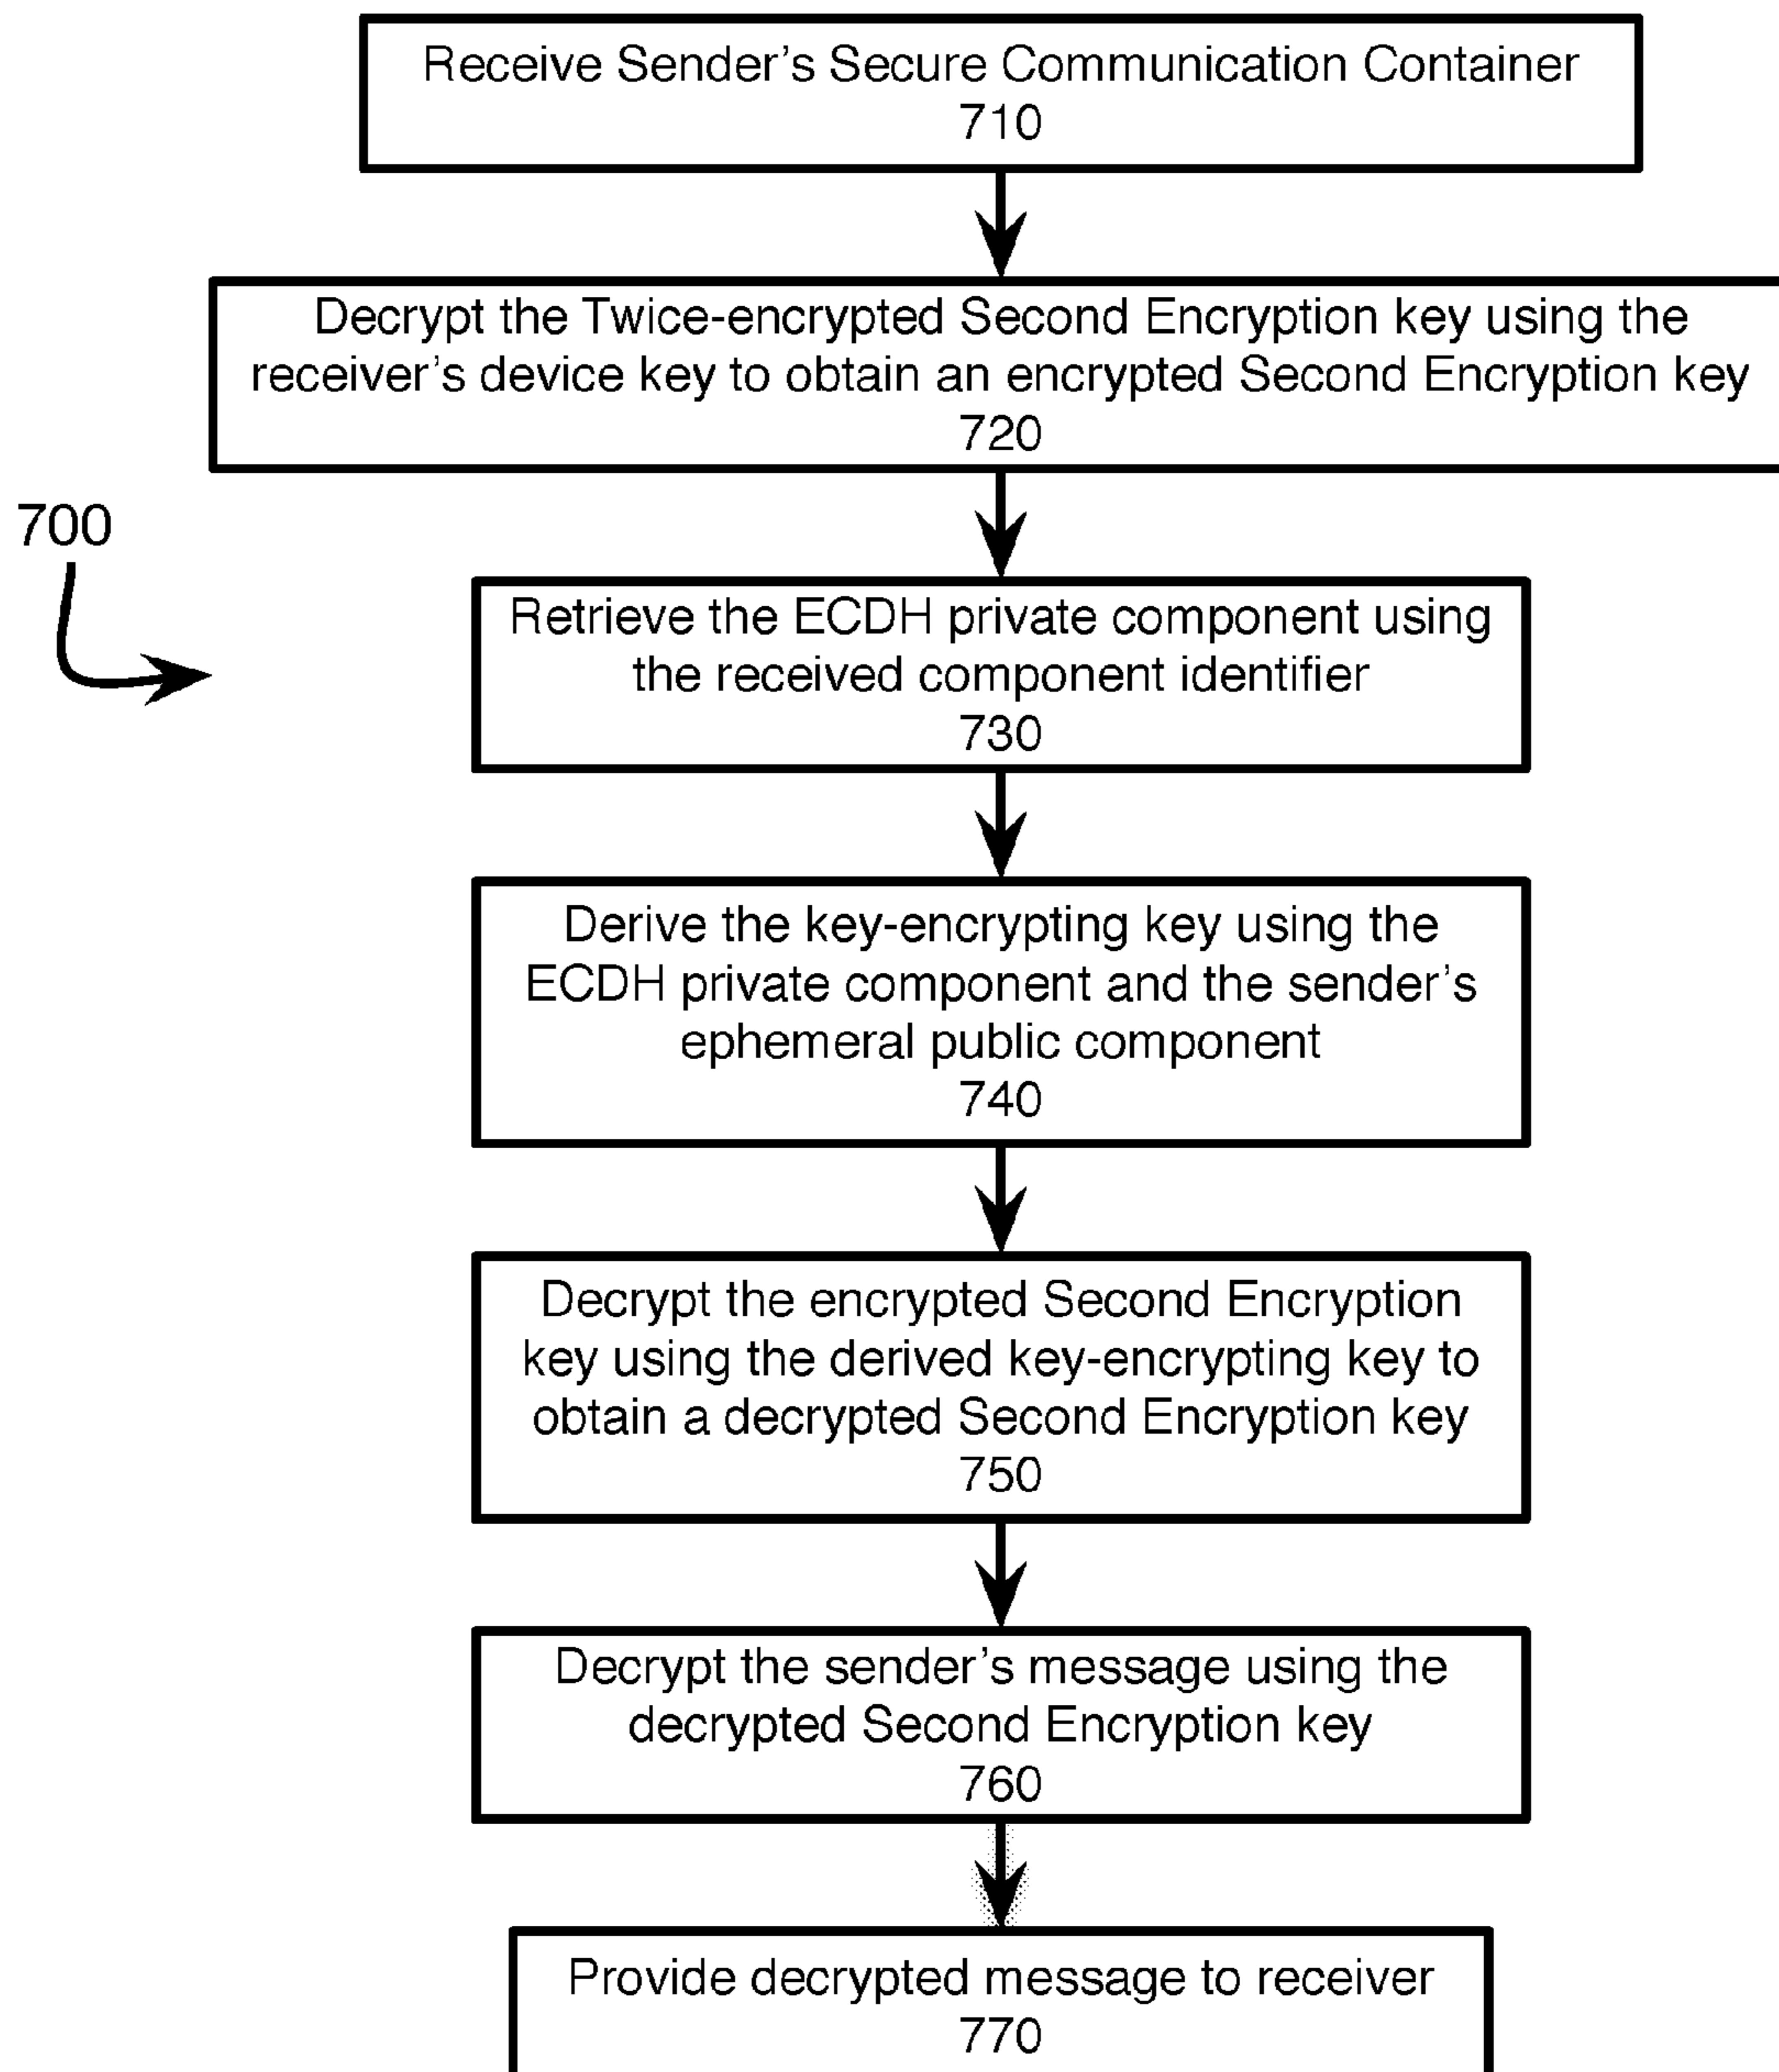 Receive Sender's Secure Communication Container
710
Decrypt the Twice-encrypted Second Encryption key using the
receiver's device key to obtain an encrypted Second Encryption key
720
700
Retrieve the ECDH private component using
the received component identifier
730
Derive the key-encrypting key using the
ECDH private component and the sender's
ephemeral public component
740
Decrypt the encrypted Second Encryption
key using the derived key-encrypting key to
obtain a decrypted Second Encryption key
750
Decrypt the sender's message using the
decrypted Second Encryption key
760
Provide decrypted message to receiver
770